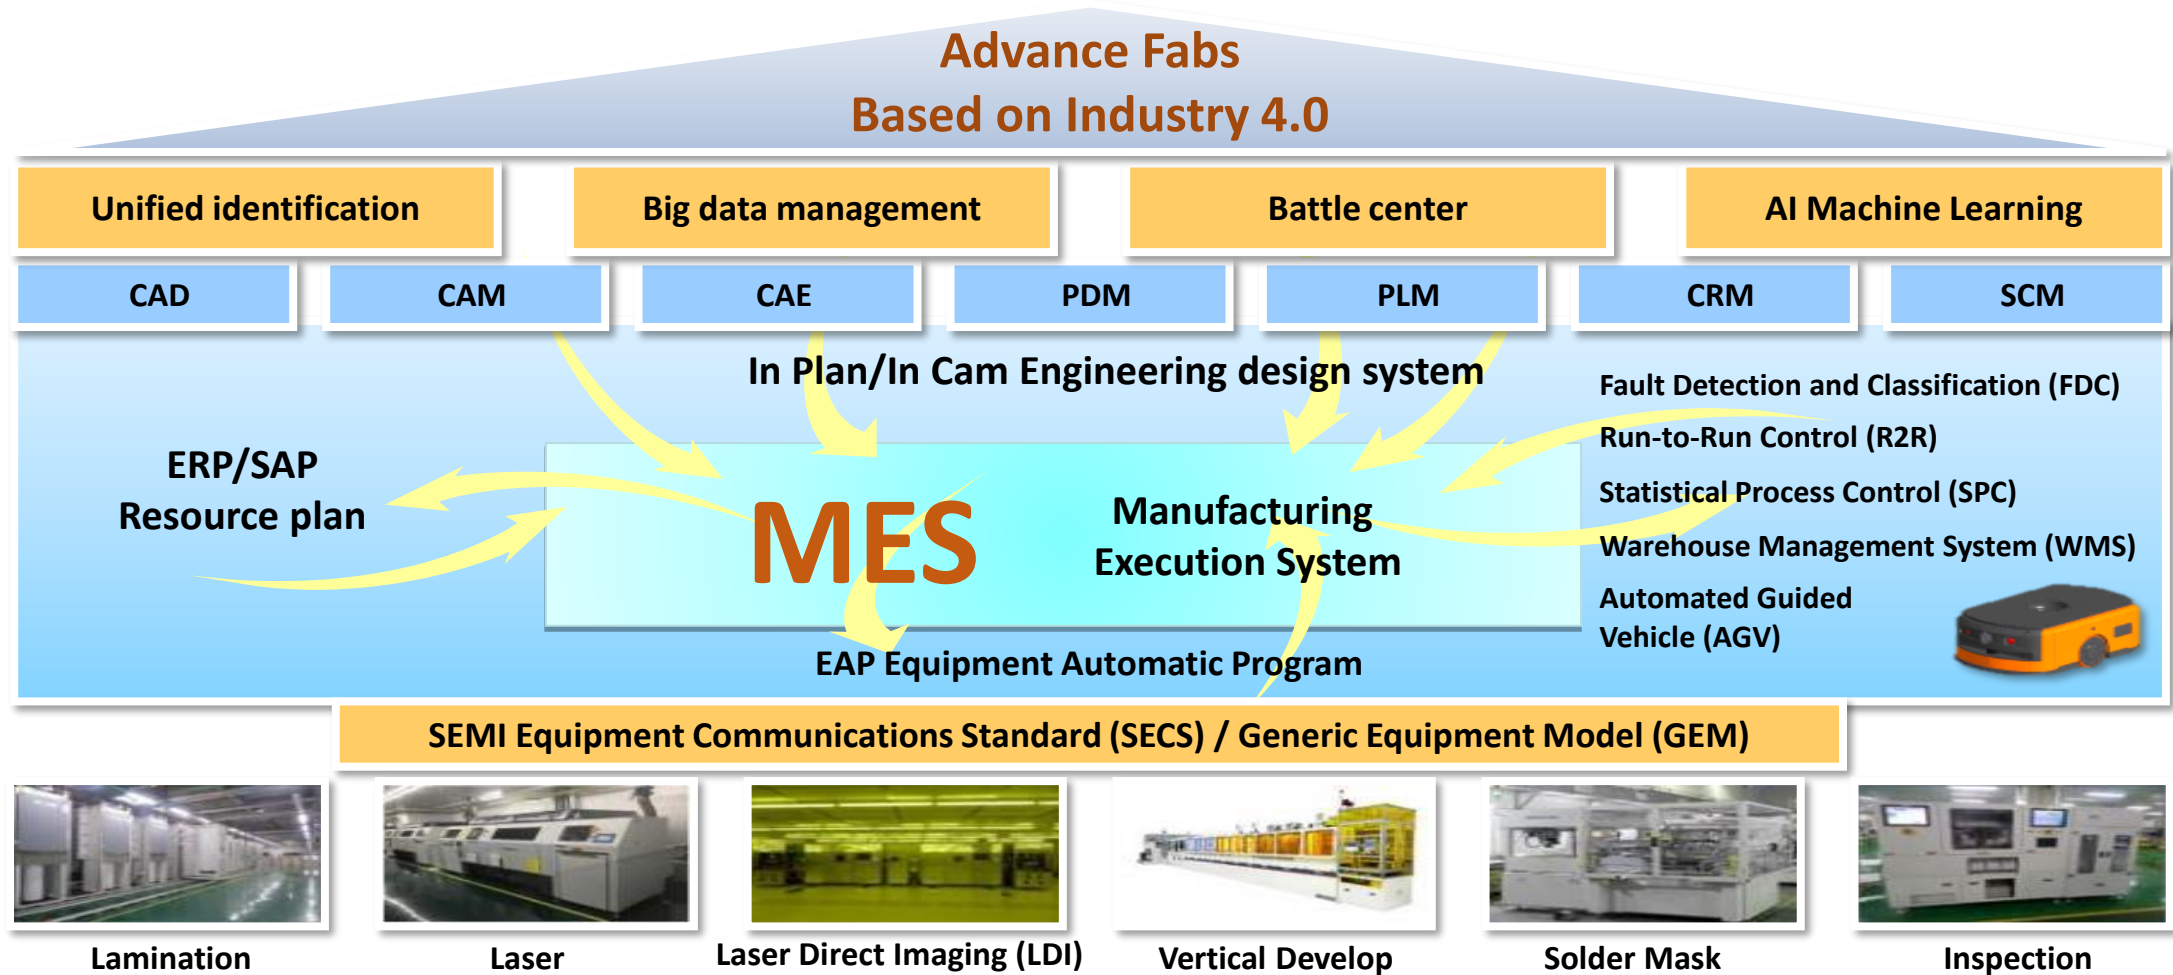 Advance Fabs
Based on Industry 4.0
Unified identification
Big data management
Battle center
AI Machine Learning
CAD
CAM
CAE
PDM
PLM
CRM
SCM
In Plan/In Cam Engineering design system
ERP/SAP
Resource plan
MES
Manufacturing
Execution System
Fault Detection and Classification (FDC)
Run-to-Run Control (R2R)
Statistical Process Control (SPC)
Warehouse Management System (WMS)
Automated Guided
Vehicle (AGV)
EAP Equipment Automatic Program
SEMI Equipment Communications Standard (SECS) / Generic Equipment Model (GEM)
Lamination
Laser
Laser Direct Imaging (LDI)
Vertical Develop
Solder Mask
Inspection